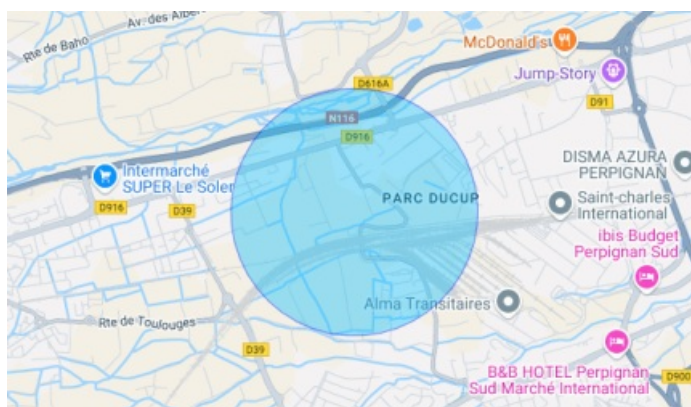 Av. des Alber
McDonald's
Rte de Baho
Jump-Story
D616A
D91
N116
D916
DISMA AZURA
PERPIGNAN
Intermarché
SUPER Le Soler
PARC DUCUP
Saint-charles
International
D916
D39
ibis Budget
Perpignan Sud
Alma Transitaires
Rte de Toulouges
D39
B&B HOTEL Perpignan
Sud Marché International
D900